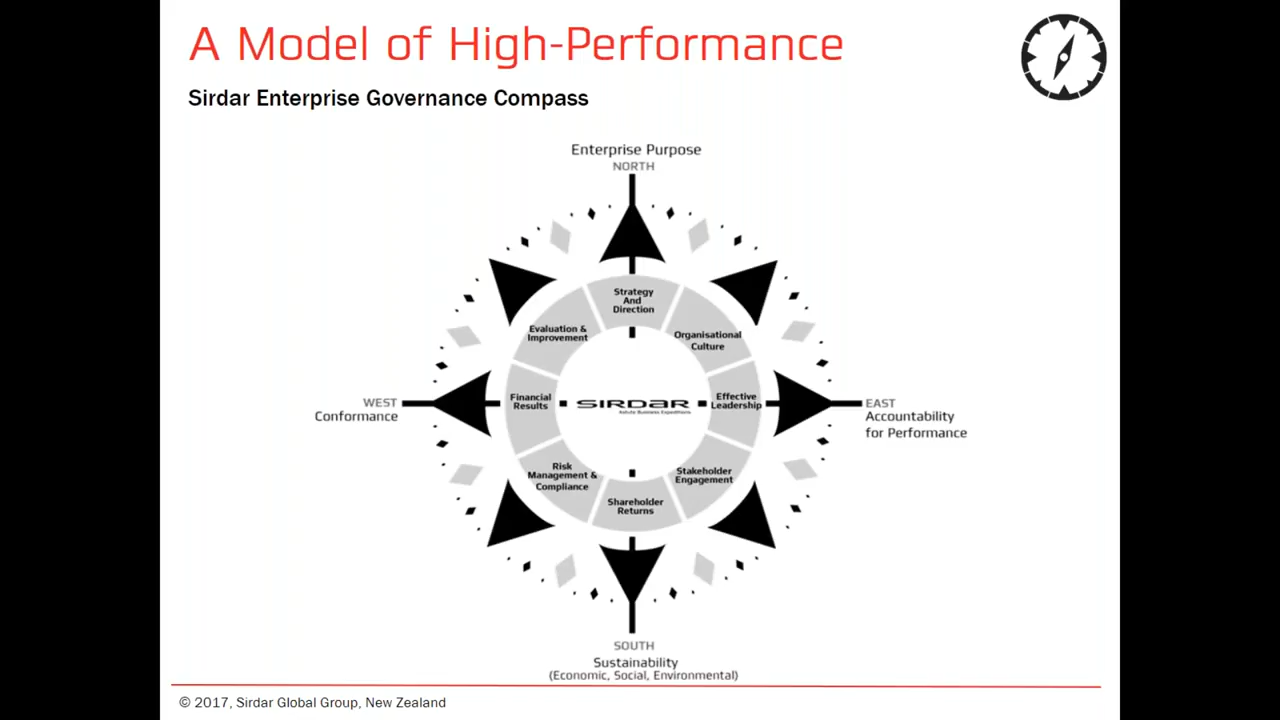 A Model of High-Performance
Sirdar Enterprise Governance Compass
Enterprise Purpose
NORTH
Strategy
And
Direction
Evaluation &
Improvement
Organisational
Culture
WEST
Conformance
Financial
Results
SIRDAR
Astute Business Expeditions
Effective
Leadership
EAST
Accountability
for Performance
Risk
Management &
Compliance
Stakeholder
Engagement
Shareholder
Returns
SOUTH
Sustainability
(Economic, Social, Environmental)
© 2017, Sirdar Global Group, New Zealand